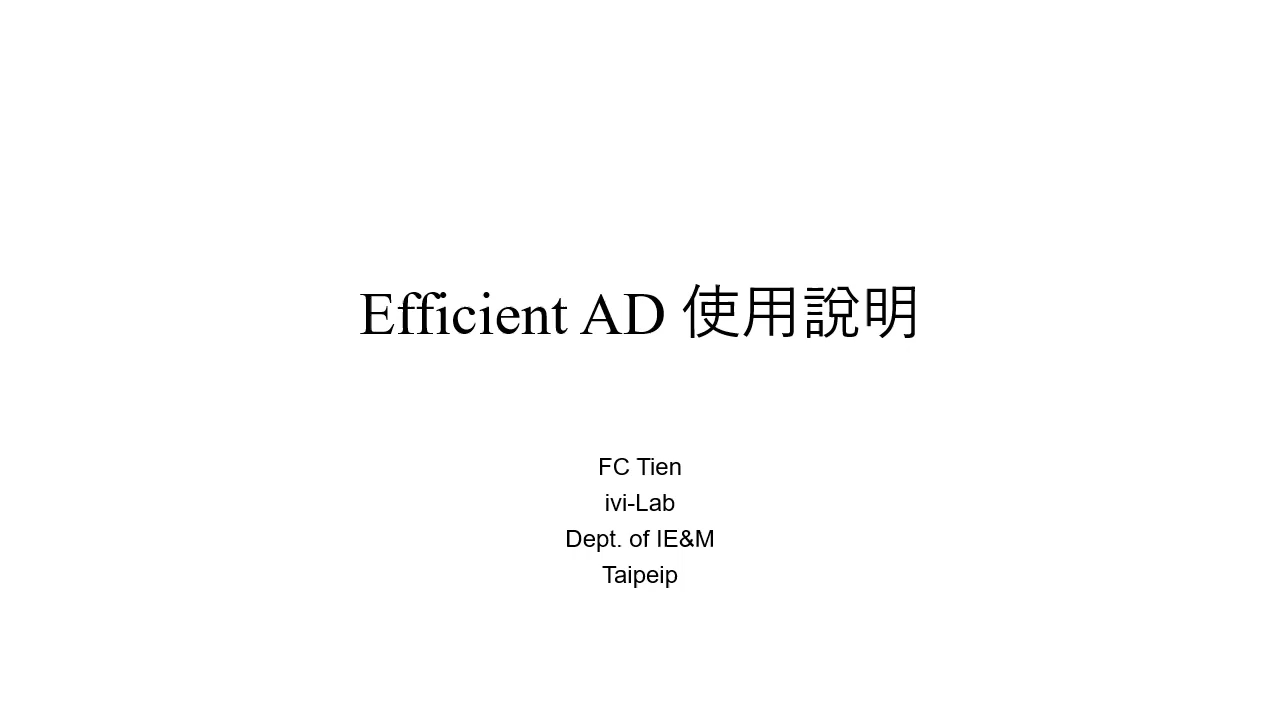 Efficient AD 使用說明
FC Tien
ivi-Lab
Dept. of IE&M
Taipeip